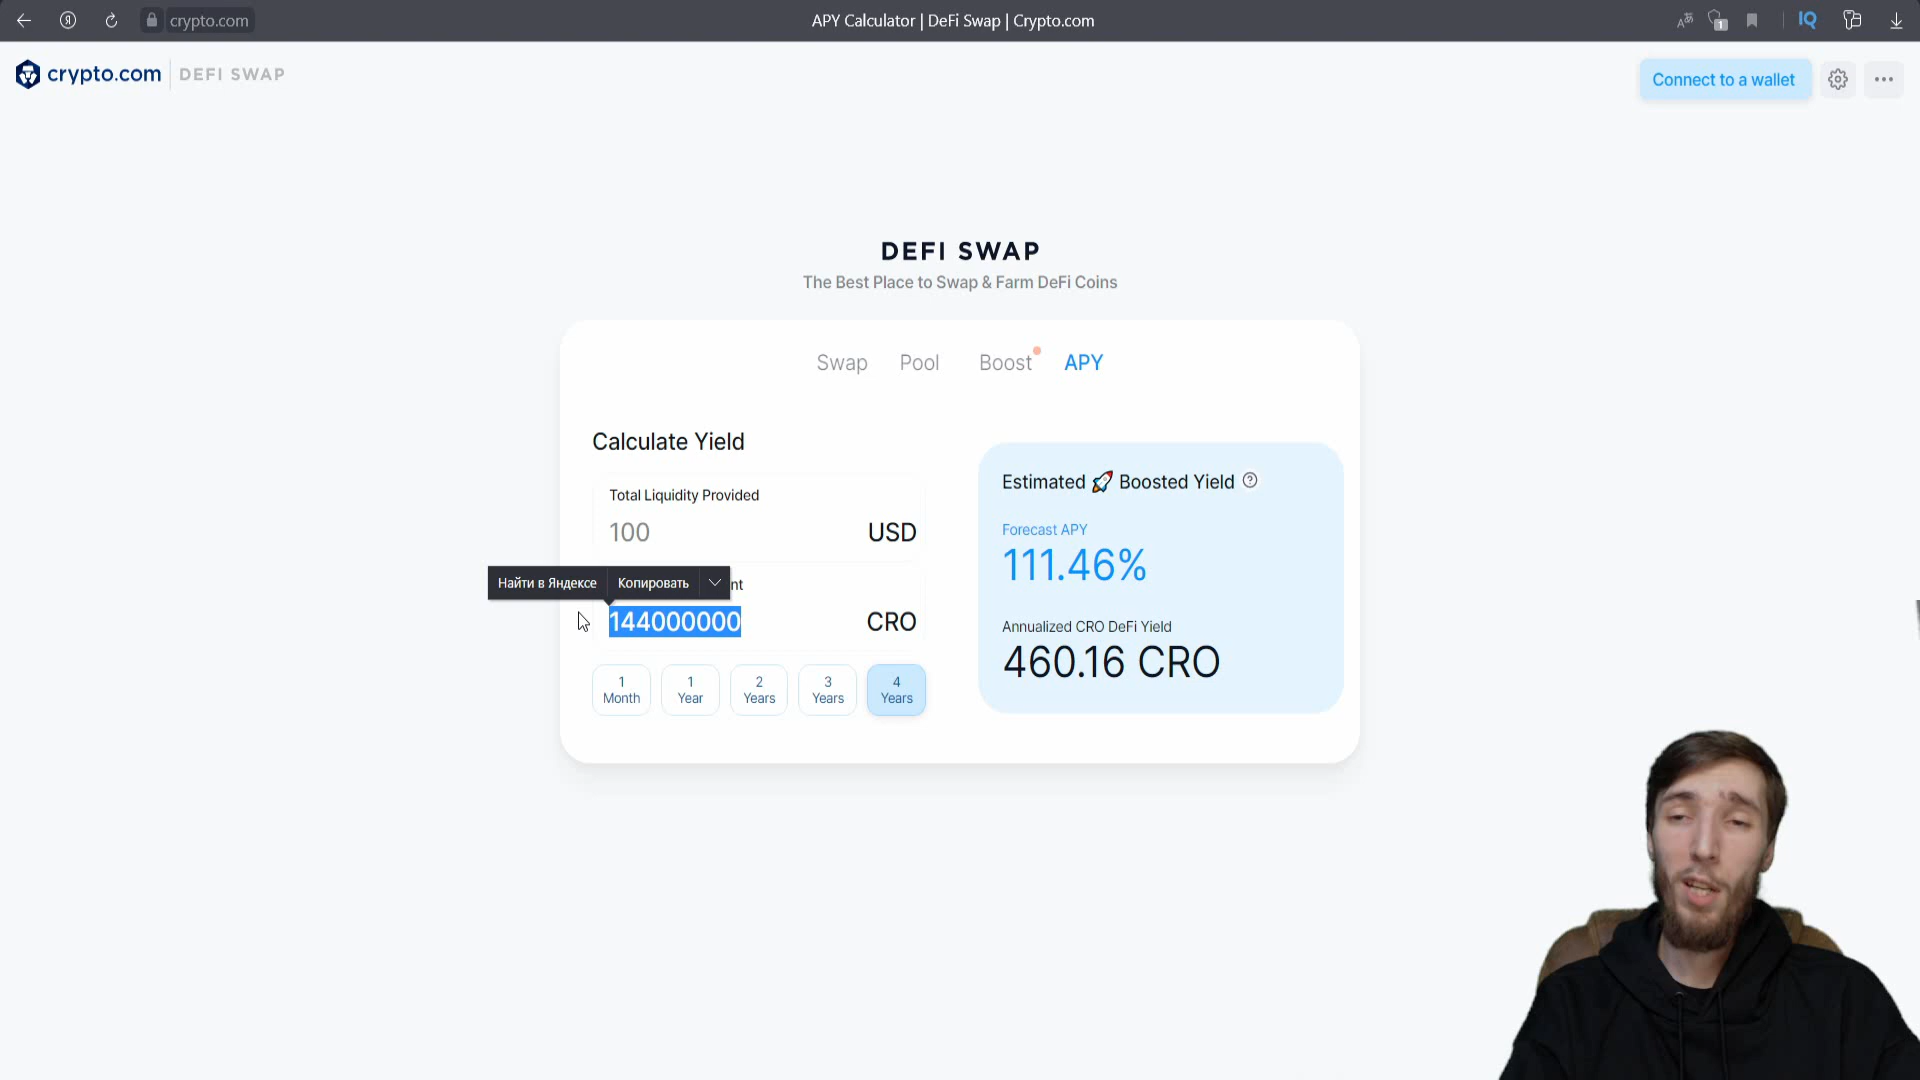 Я
crypto.com
APY Calculator | DeFi Swap | Crypto.com
1
IQ
crypto.com DEFI SWAP
Connect to a wallet
DEFI SWAP
The Best Place to Swap & Farm DeFi Coins
Swap Pool Boost APY
Calculate Yield
Total Liquidity Provided
100 USD
Найти в Яндексе Копировать
144000000 CRO
1 Month
1 Year
2 Years
3 Years
4 Years
Estimated 🚀 Boosted Yield
Forecast APY
111.46%
Annualized CRO DeFi Yield
460.16 CRO